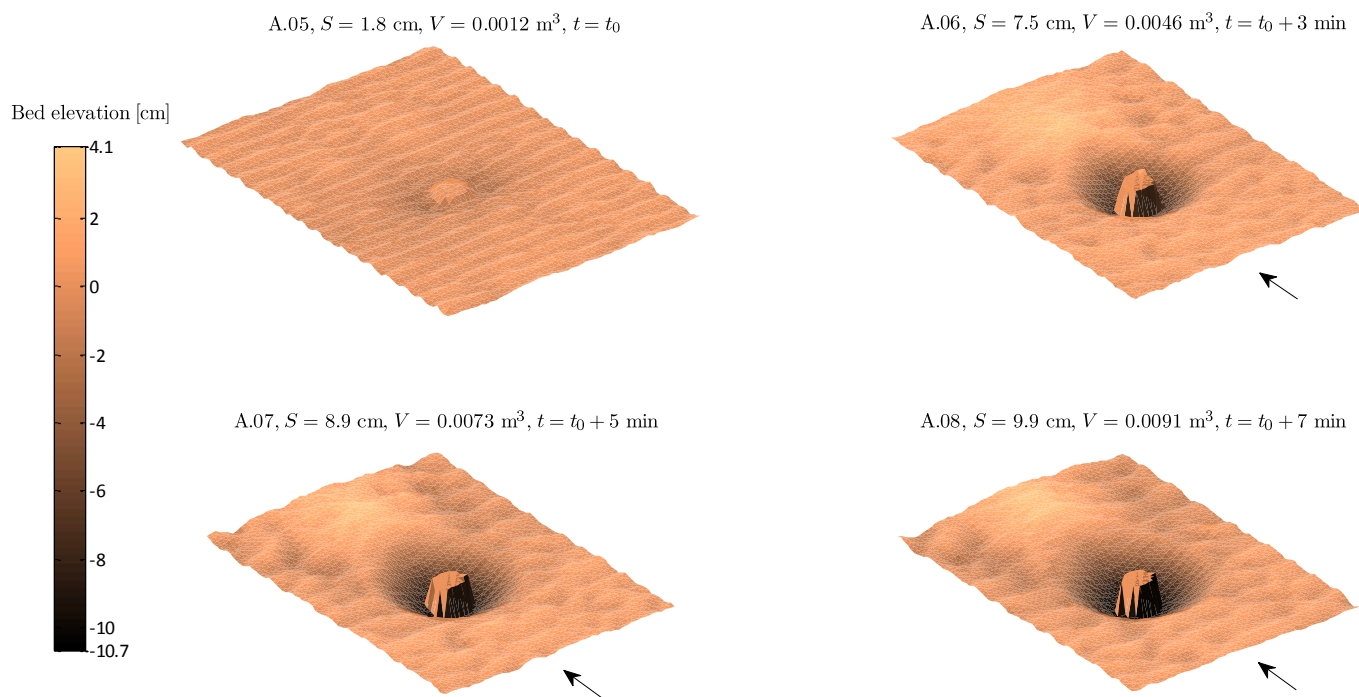 A.05, S = 1.8 cm, V = 0.0012 m³, t = t₀
A.06, S = 7.5 cm, V = 0.0046 m³, t = t₀ + 3 min
Bed elevation [cm]
4.1
2
0
-2
-4
-6
-8
-10
-10.7
A.07, S = 8.9 cm, V = 0.0073 m³, t = t₀ + 5 min
A.08, S = 9.9 cm, V = 0.0091 m³, t = t₀ + 7 min